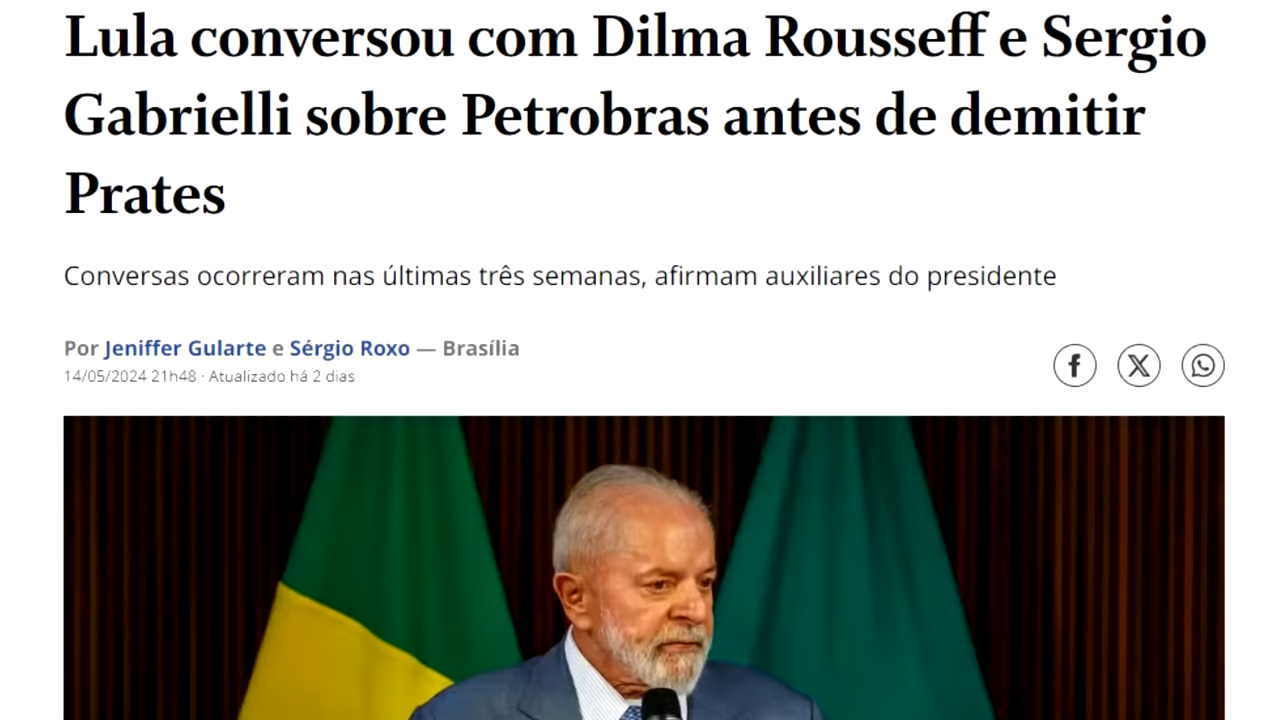 Lula conversou com Dilma Rousseff e Sergio
Gabrielli sobre Petrobras antes de demitir
Prates
Conversas ocorreram nas últimas três semanas, afirmam auxiliares do presidente
Por Jeniffer Gularte e Sérgio Roxo — Brasília
14/05/2024 21h48 · Atualizado há 2 dias